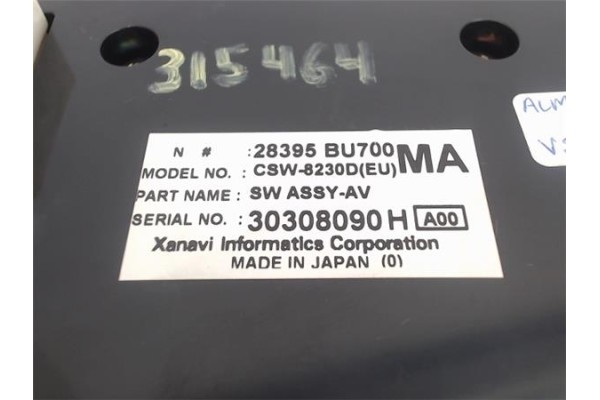 315464
ALM
N # : 28395 BU700 MA
MODEL NO. : CSW-8230D(EU)
PART NAME : SW ASSY-AV
SERIAL NO. : 30308090 H A00
Xanavi Informatics Corporation
MADE IN JAPAN (0)